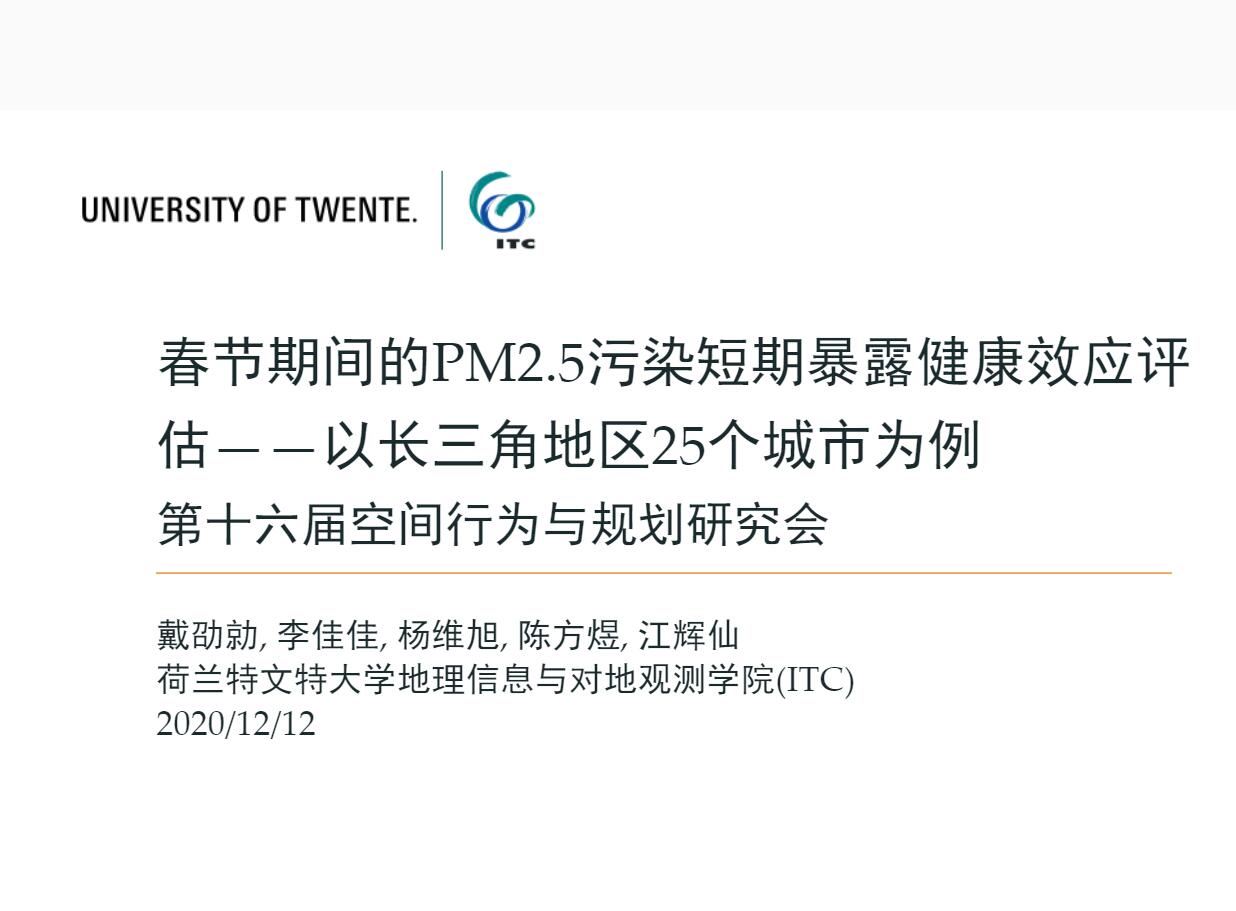 UNIVERSITY OF TWENTE.
ITC
春节期间的PM2.5污染短期暴露健康效应评
估——以长三角地区25个城市为例
第十六届空间行为与规划研究会
戴劭勍, 李佳佳, 杨维旭, 陈方煜, 江辉仙
荷兰特文特大学地理信息与对地观测学院(ITC)
2020/12/12